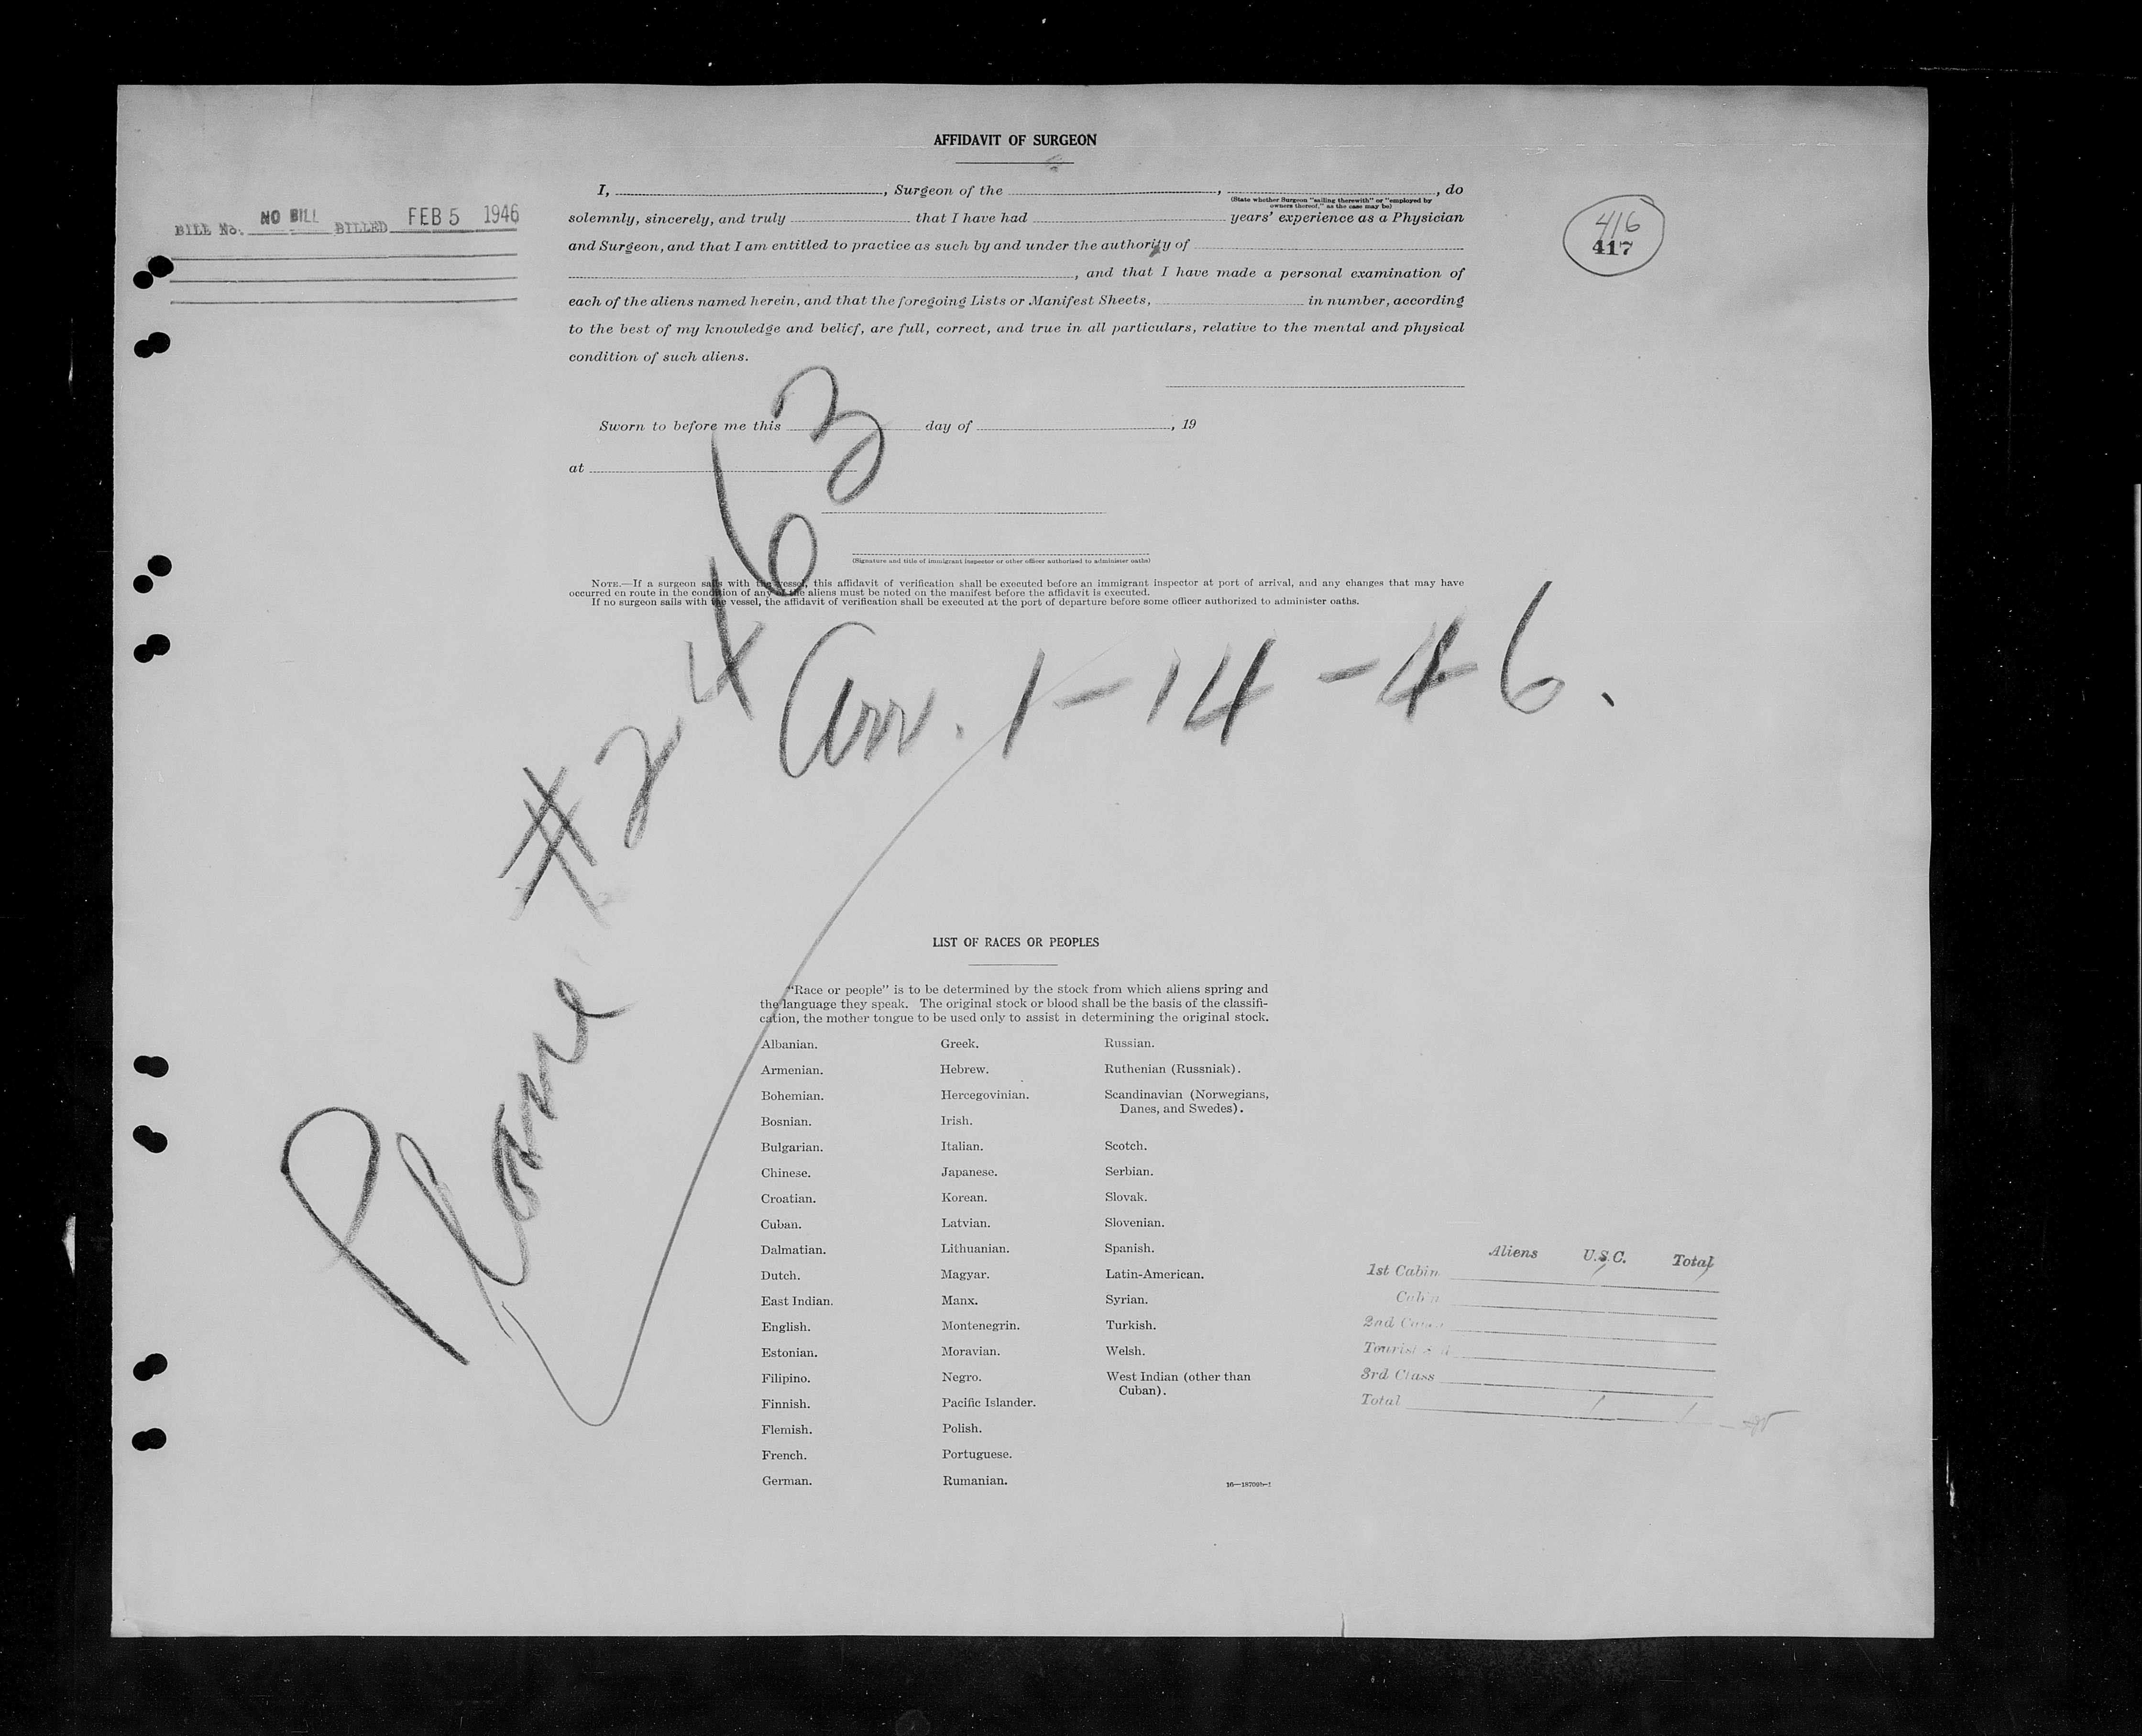 AFFIDAVIT OF SURGEON
I, , Surgeon of the , , do
(State whether Surgeon "sailing therewith" or "employed by
owners thereof," as the case may be)
solemnly, sincerely, and truly that I have had years' experience as a Physician
and Surgeon, and that I am entitled to practice as such by and under the authority of
, and that I have made a personal examination of
each of the aliens named herein, and that the foregoing Lists or Manifest Sheets, in number, according
to the best of my knowledge and belief, are full, correct, and true in all particulars, relative to the mental and physical
condition of such aliens.
BILL No. NO BILL BILLED FEB 5 1946
416
417
Sworn to before me this day of , 19
at
(Signature and title of immigrant inspector or other officer authorized to administer oaths)
NOTE.—If a surgeon sails with the vessel, this affidavit of verification shall be executed before an immigrant inspector at port of arrival, and any changes that may have
occurred en route in the condition of any of the aliens must be noted on the manifest before the affidavit is executed.
If no surgeon sails with the vessel, the affidavit of verification shall be executed at the port of departure before some officer authorized to administer oaths.
Plane #2463
Arr. 1-14-46.
LIST OF RACES OR PEOPLES
"Race or people" is to be determined by the stock from which aliens spring and
the language they speak. The original stock or blood shall be the basis of the classifi-
cation, the mother tongue to be used only to assist in determining the original stock.
Albanian.
Armenian.
Bohemian.
Bosnian.
Bulgarian.
Chinese.
Croatian.
Cuban.
Dalmatian.
Dutch.
East Indian.
English.
Estonian.
Filipino.
Finnish.
Flemish.
French.
German.
Greek.
Hebrew.
Hercegovinian.
Irish.
Italian.
Japanese.
Korean.
Latvian.
Lithuanian.
Magyar.
Manx.
Montenegrin.
Moravian.
Negro.
Pacific Islander.
Polish.
Portuguese.
Rumanian.
Russian.
Ruthenian (Russniak).
Scandinavian (Norwegians,
Danes, and Swedes).
Scotch.
Serbian.
Slovak.
Slovenian.
Spanish.
Latin-American.
Syrian.
Turkish.
Welsh.
West Indian (other than
Cuban).
Aliens U.S.C. Total
1st Cabin 1 1
Cabin
2nd
Tourist
3rd Class
Total 1 1